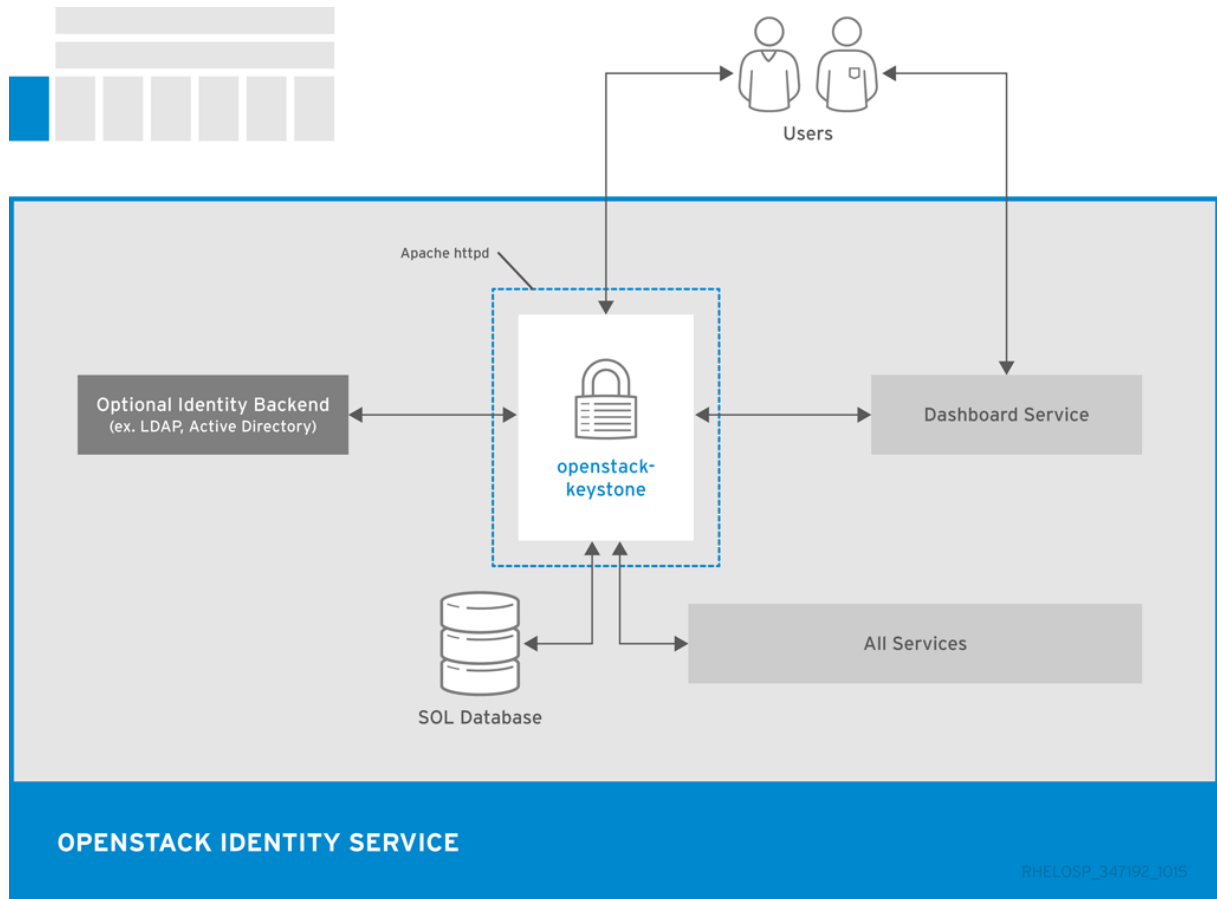 Users
Apache httpd
Optional Identity Backend
(ex. LDAP, Active Directory)
openstack-
keystone
Dashboard Service
All Services
SOL Database
OPENSTACK IDENTITY SERVICE
RHELOSP_347192_1015